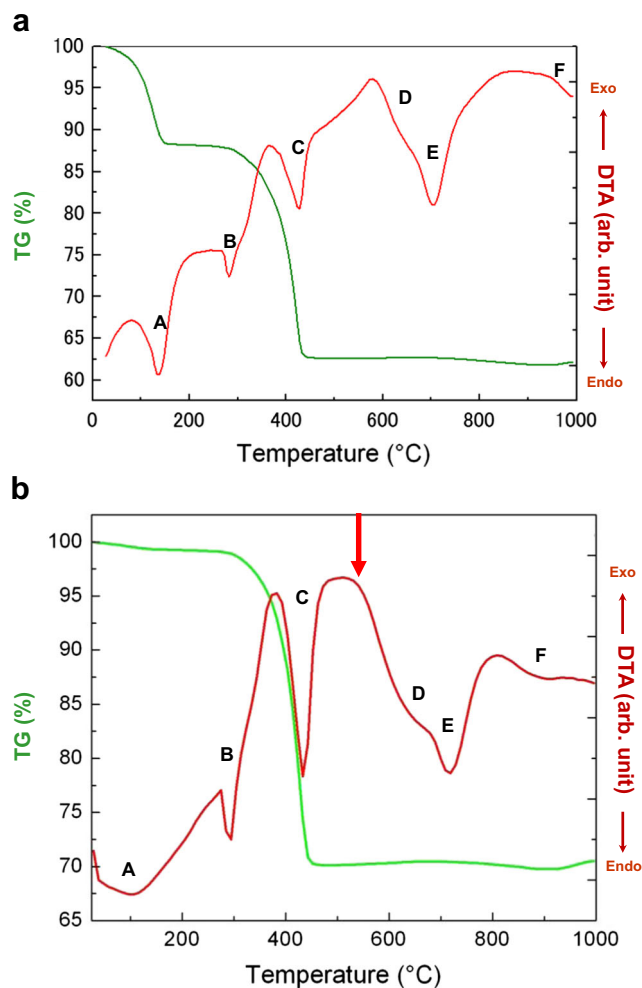 a
100
95
90
85
80
75
70
65
60
TG (%)
A
B
C
D
E
F
Exo
DTA (arb. unit)
Endo
0
200
400
600
800
1000
Temperature (°C)
b
100
95
90
85
80
75
70
65
TG (%)
A
B
C
D
E
F
Exo
DTA (arb. unit)
Endo
200
400
600
800
1000
Temperature (°C)